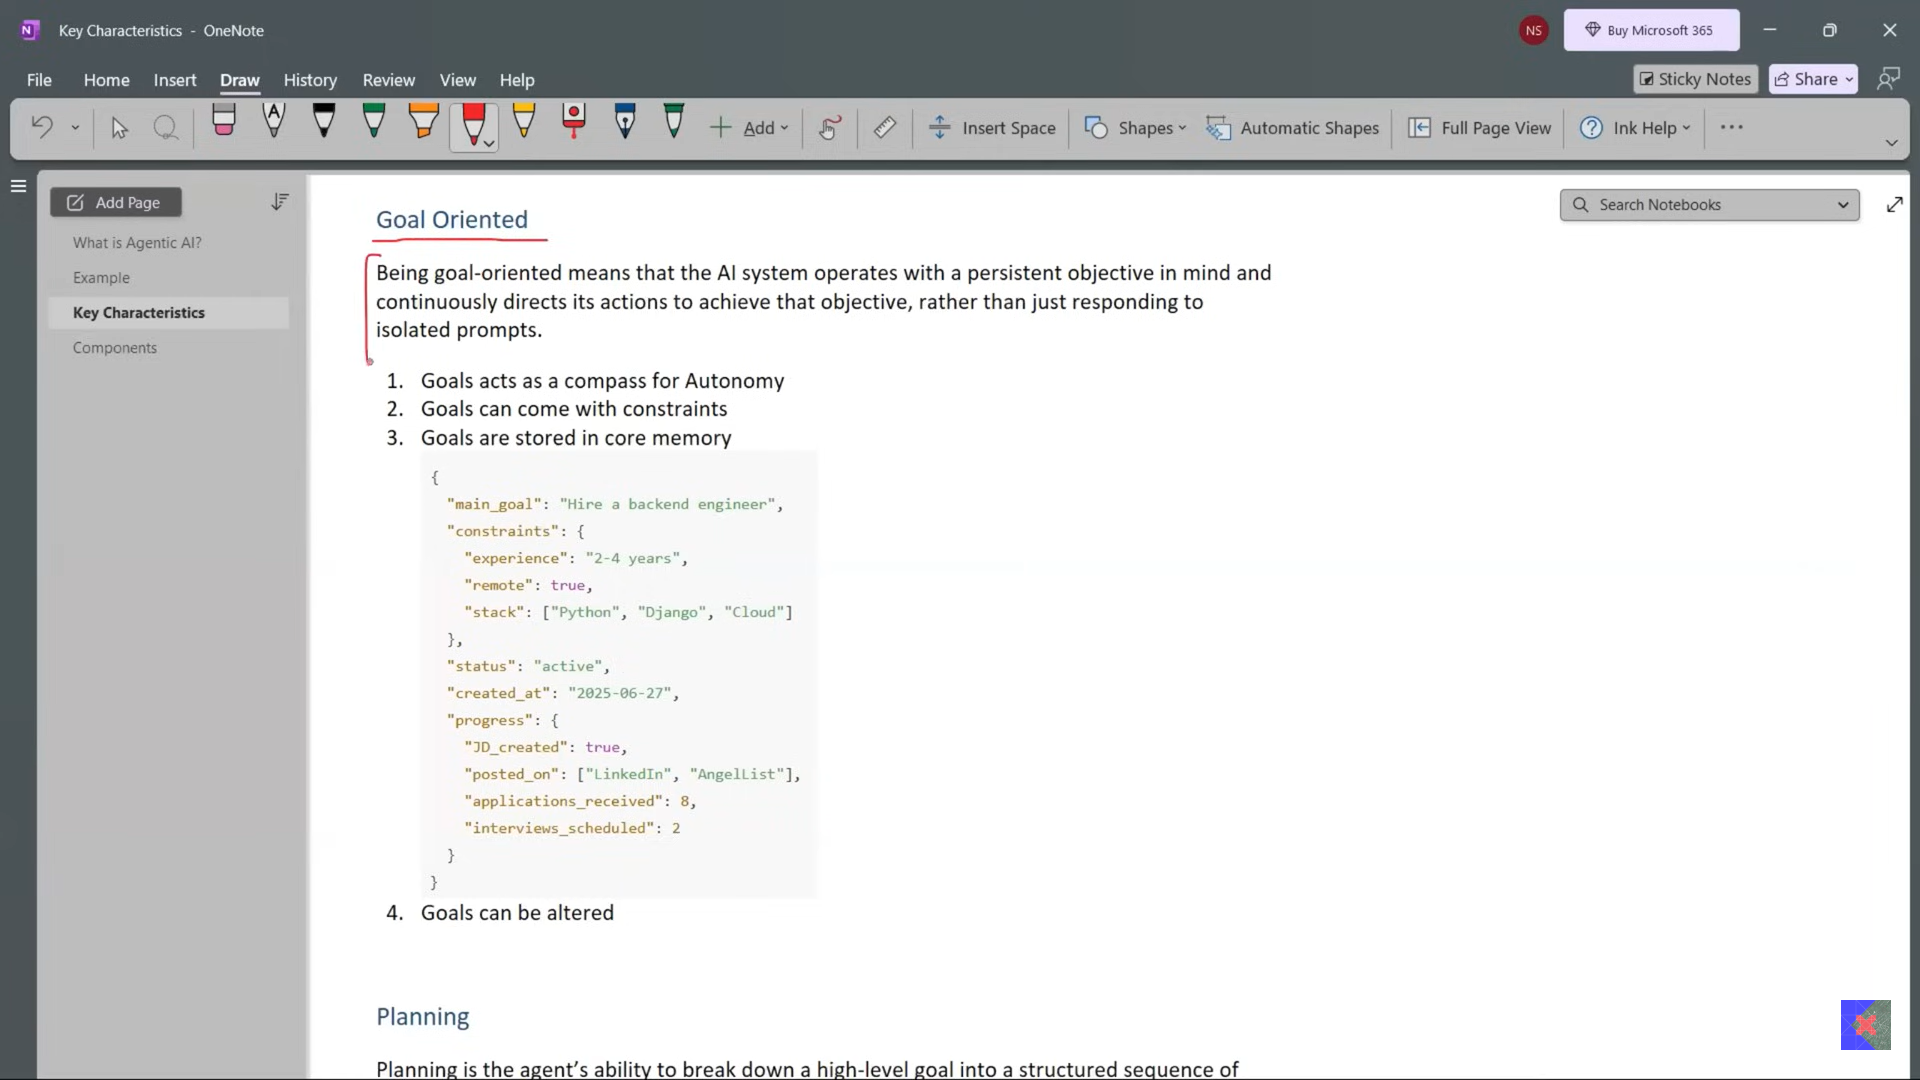 Key Characteristics - OneNote
NS
Buy Microsoft 365
File
Home
Insert
Draw
History
Review
View
Help
Sticky Notes
Share
A
Add
Insert Space
Shapes
Automatic Shapes
Full Page View
Ink Help
Add Page
What is Agentic AI?
Example
Key Characteristics
Components
Search Notebooks
Goal Oriented
Being goal-oriented means that the AI system operates with a persistent objective in mind and
continuously directs its actions to achieve that objective, rather than just responding to
isolated prompts.
1. Goals acts as a compass for Autonomy
2. Goals can come with constraints
3. Goals are stored in core memory
{
"main_goal": "Hire a backend engineer",
"constraints": {
"experience": "2-4 years",
"remote": true,
"stack": ["Python", "Django", "Cloud"]
},
"status": "active",
"created_at": "2025-06-27",
"progress": {
"JD_created": true,
"posted_on": ["LinkedIn", "AngelList"],
"applications_received": 8,
"interviews_scheduled": 2
}
}
4. Goals can be altered
Planning
Planning is the agent's ability to break down a high-level goal into a structured sequence of